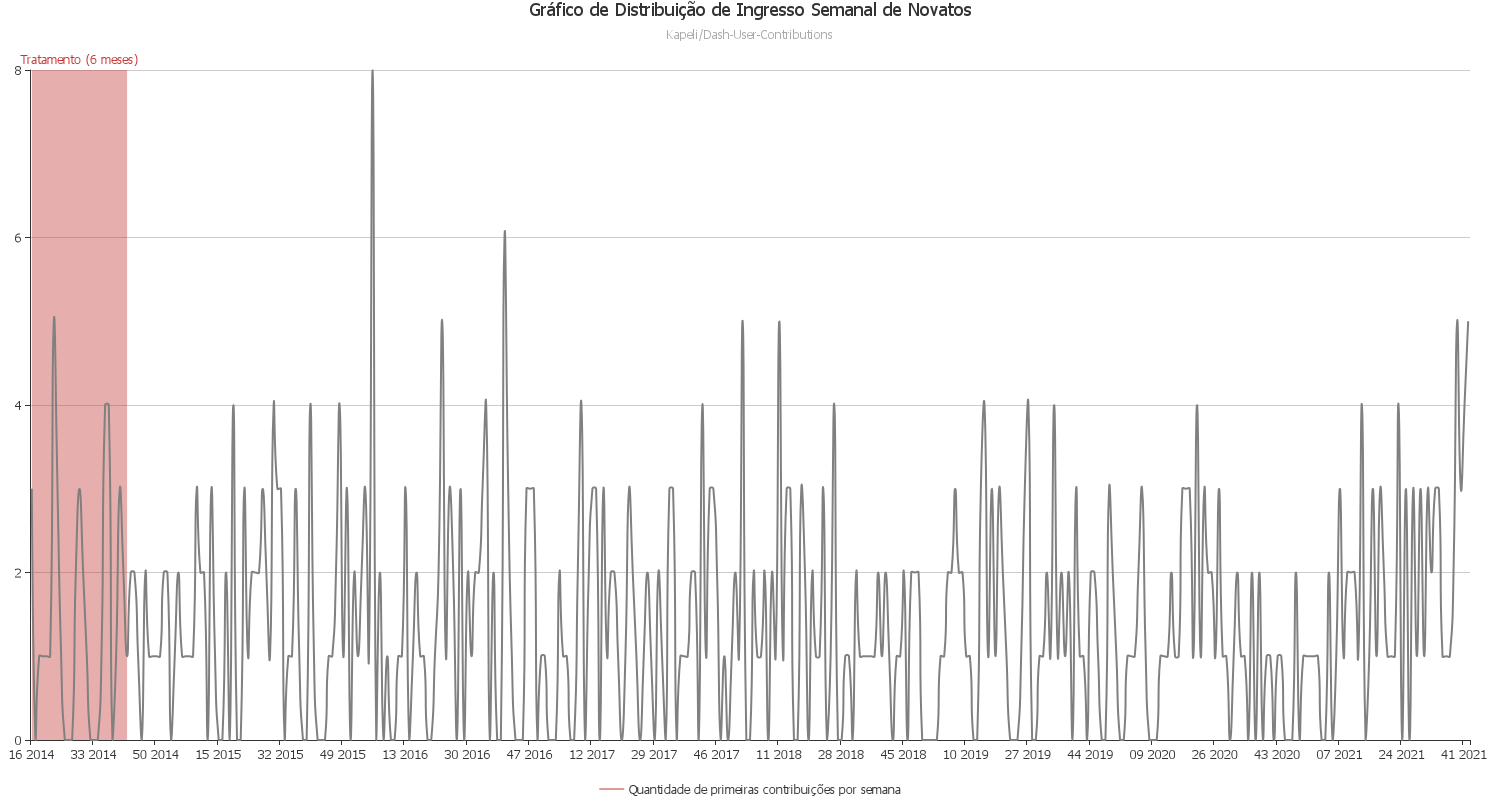 Gráfico de Distribuição de Ingresso Semanal de Novatos
Kapeli/Dash-User-Contributions
Tratamento (6 meses)
8
6
4
2
0
16 2014 33 2014 50 2014 15 2015 32 2015 49 2015 13 2016 30 2016 47 2016 12 2017 29 2017 46 2017 11 2018 28 2018 45 2018 10 2019 27 2019 44 2019 09 2020 26 2020 43 2020 07 2021 24 2021 41 2021
Quantidade de primeiras contribuições por semana